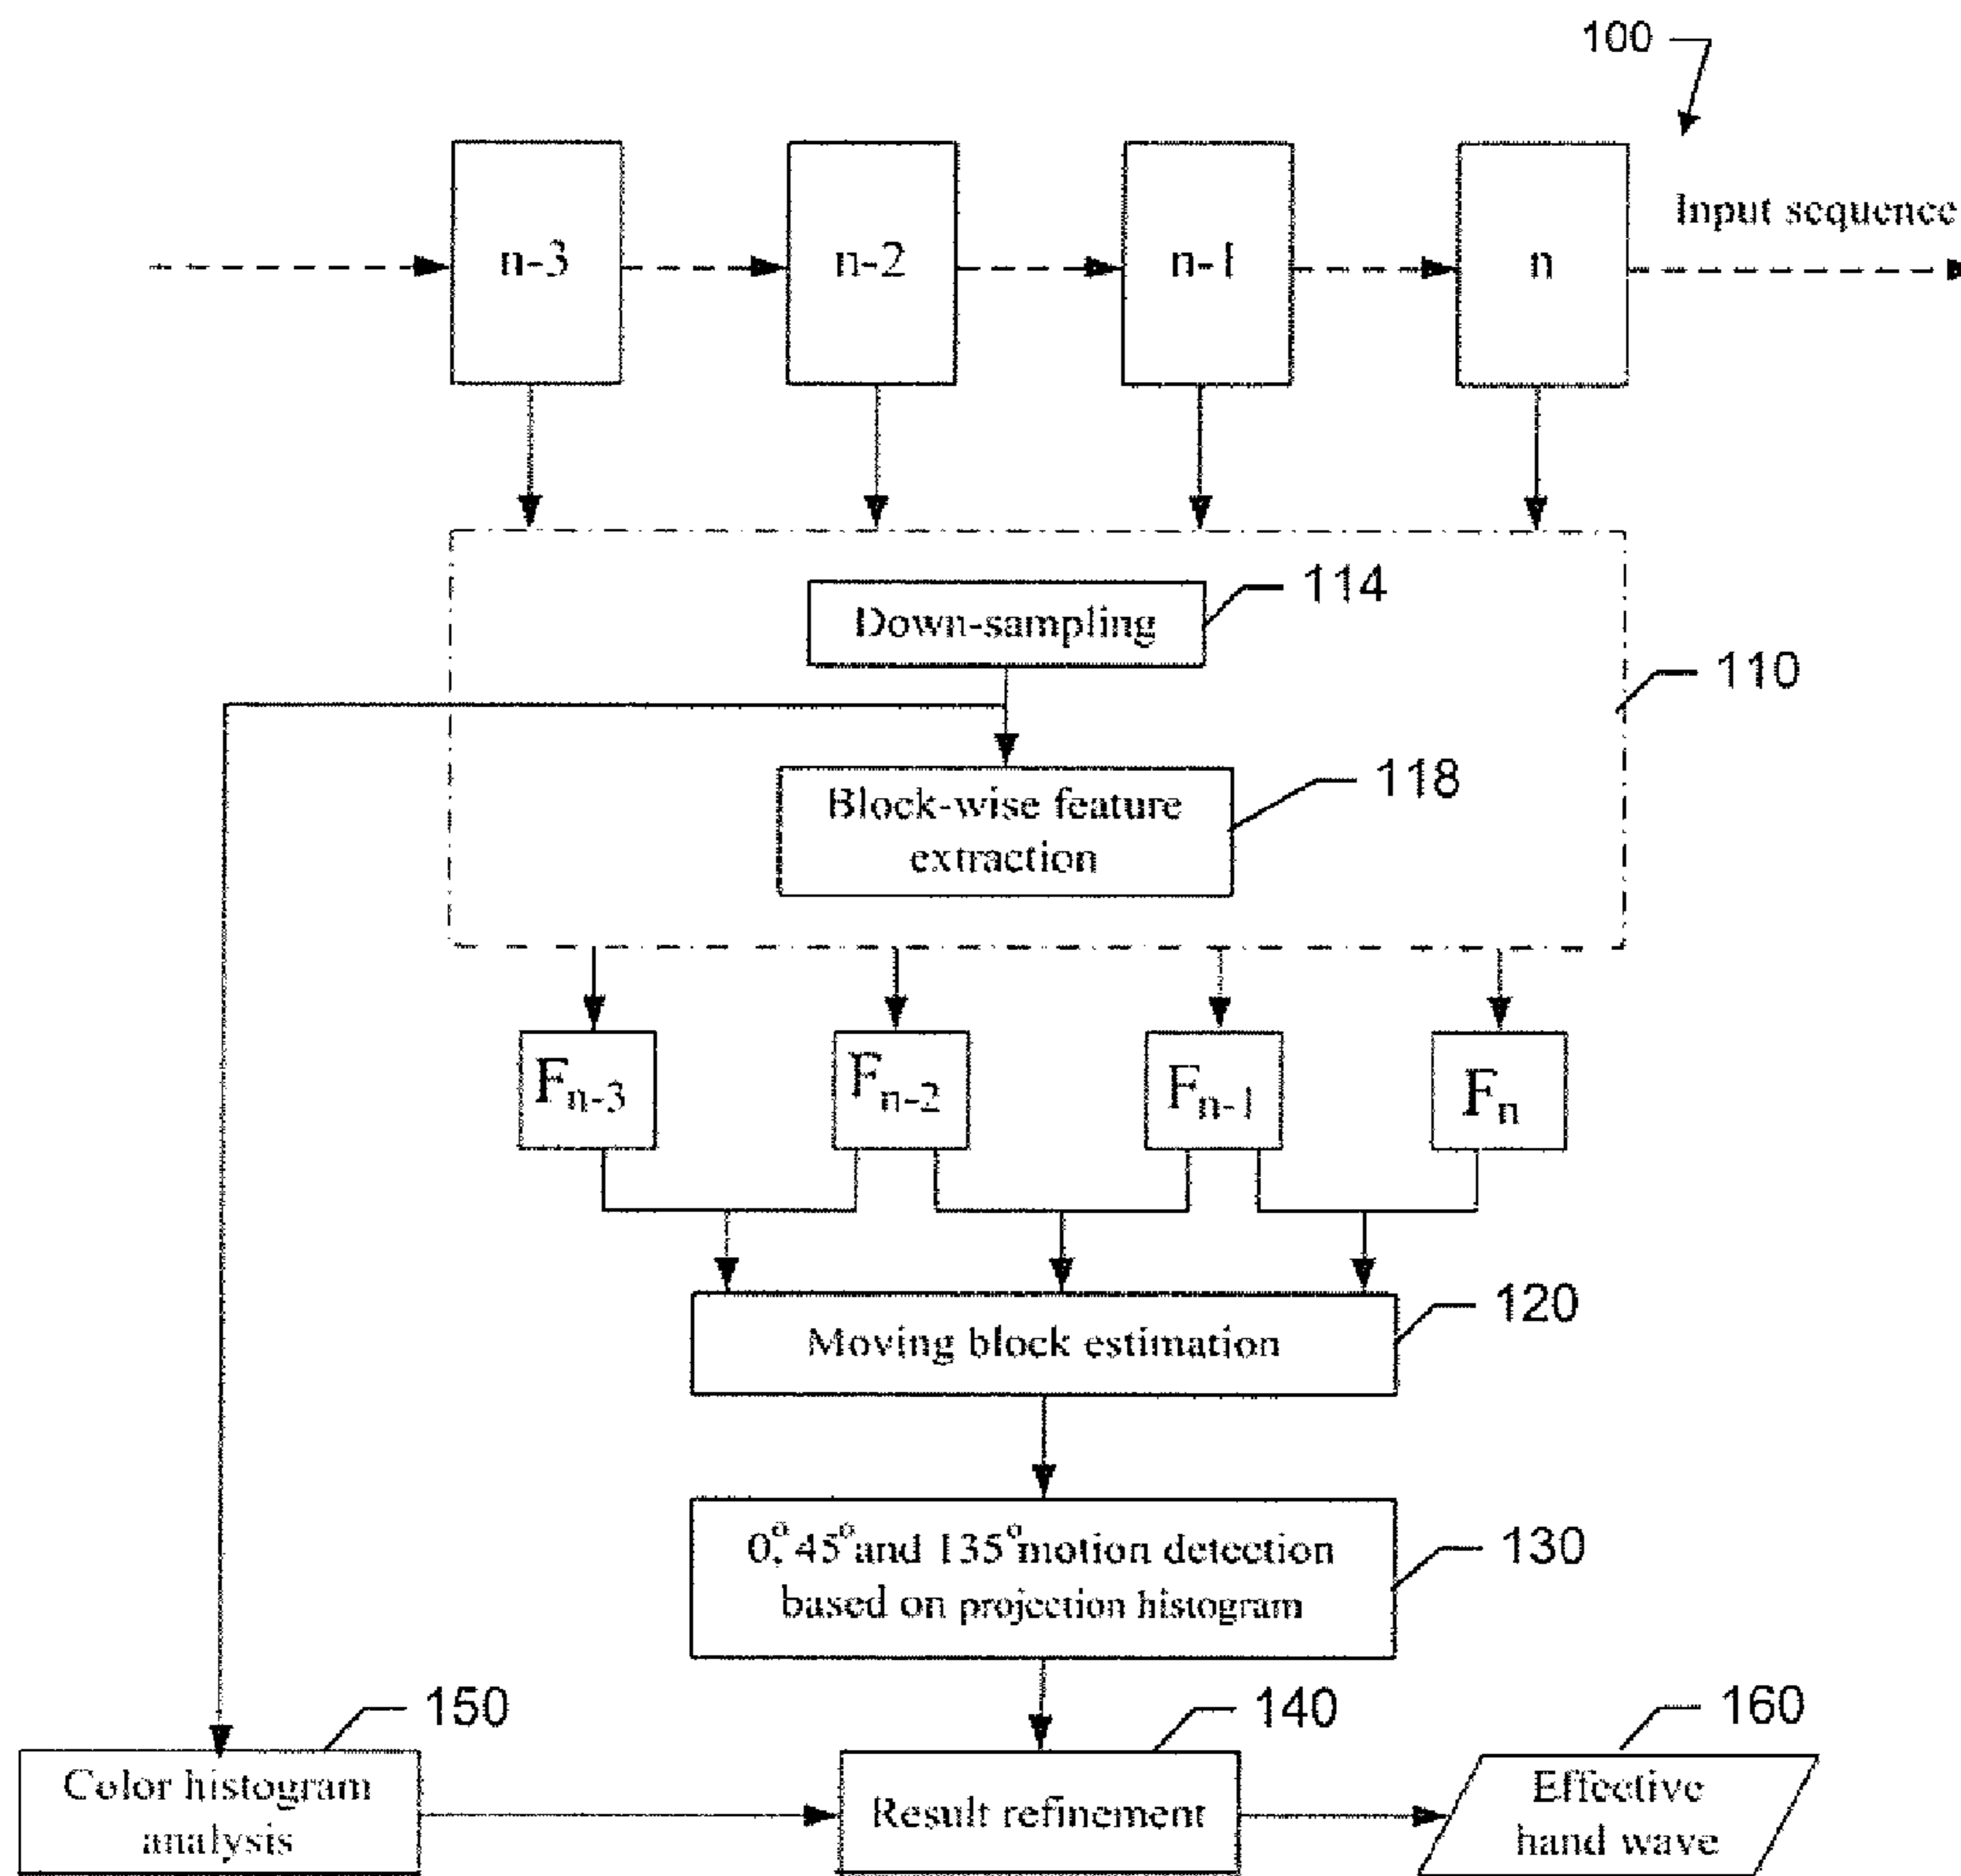 100
n-3
n-2
n-1
n
Input sequence
Down-sampling
114
110
Block-wise feature
extraction
118
Fn-3
Fn-2
Fn-1
Fn
Moving block estimation
120
0°, 45° and 135° motion detection
based on projection histogram
130
150
140
160
Color histogram
analysis
Result refinement
Effective
hand wave